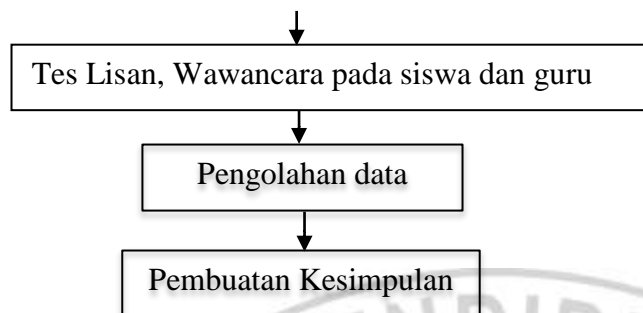 Tes Lisan, Wawancara pada siswa dan guru
Pengolahan data
Pembuatan Kesimpulan